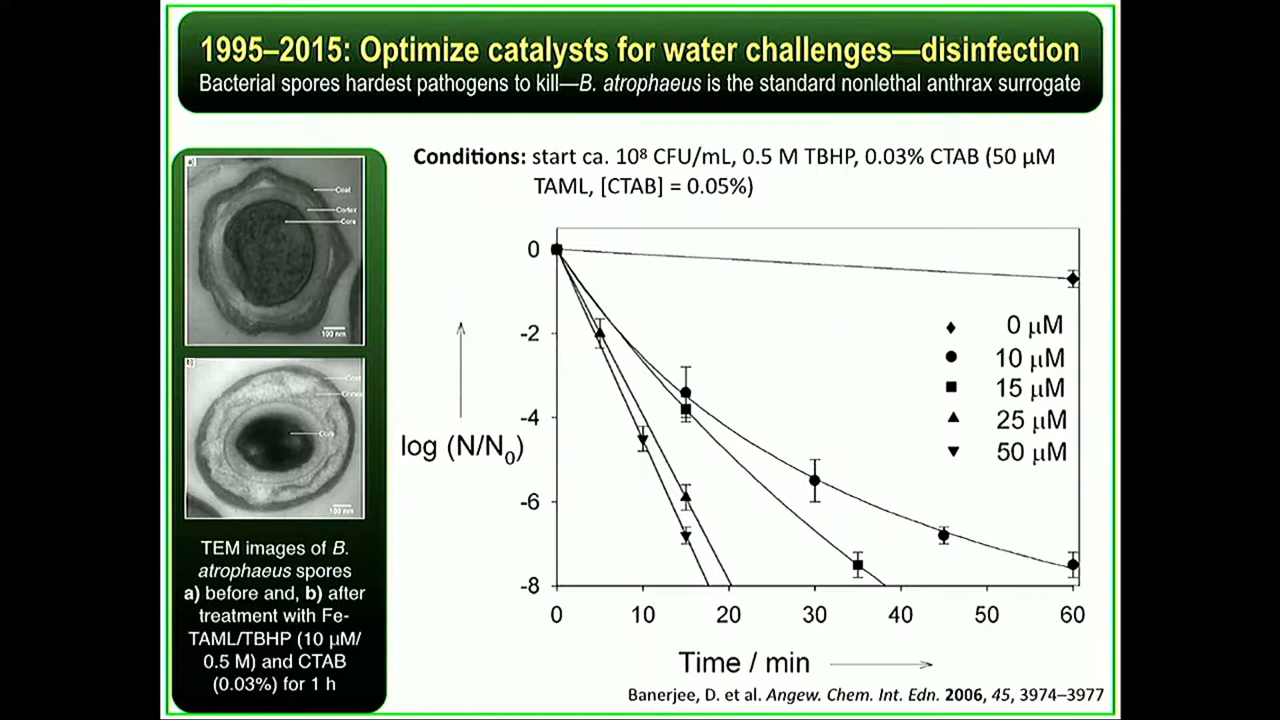 1995–2015: Optimize catalysts for water challenges—disinfection
Bacterial spores hardest pathogens to kill—B. atrophaeus is the standard nonlethal anthrax surrogate
a)
Coat
Cortex
Core
100 nm
b)
Coat
Cortex
Core
100 nm
TEM images of B.
atrophaeus spores
a) before and, b) after
treatment with Fe-
TAML/TBHP (10 μM/
0.5 M) and CTAB
(0.03%) for 1 h
Conditions: start ca. 10⁸ CFU/mL, 0.5 M TBHP, 0.03% CTAB (50 μM
TAML, [CTAB] = 0.05%)
0
-2
-4
-6
-8
log (N/N₀)
0 μM
10 μM
15 μM
25 μM
50 μM
0 10 20 30 40 50 60
Time / min
Banerjee, D. et al. Angew. Chem. Int. Edn. 2006, 45, 3974–3977